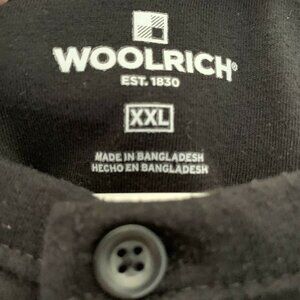 WOOLRICH®
EST. 1830
XXL
MADE IN BANGLADESH
HECHO EN BANGLADESH